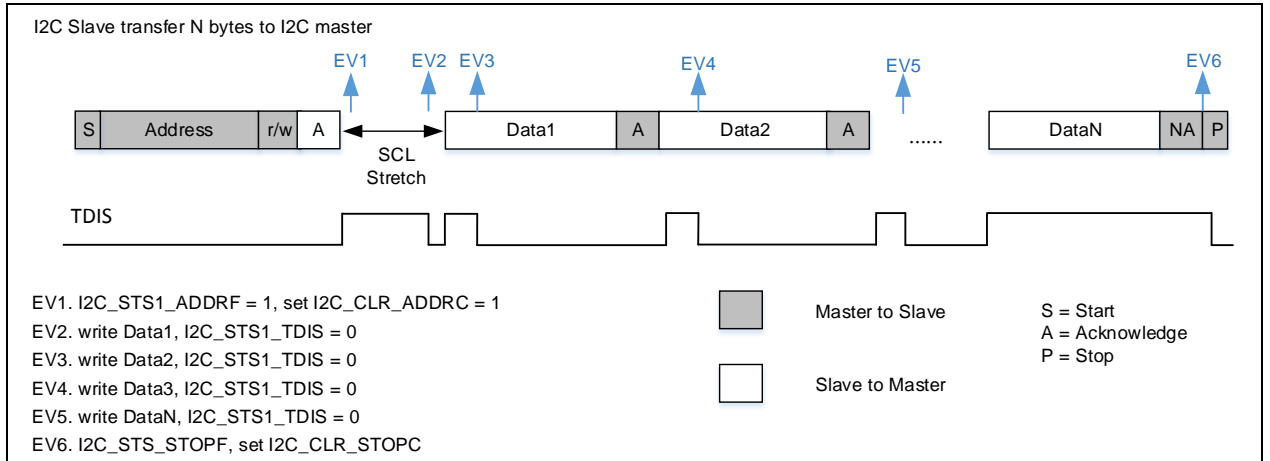 I2C Slave transfer N bytes to I2C master
EV1 EV2 EV3 EV4 EV5 EV6
S Address r/w A Data1 A Data2 A ...... DataN NA P
SCL
Stretch
TDIS
EV1. I2C_STS1_ADDRF = 1, set I2C_CLR_ADDRC = 1
EV2. write Data1, I2C_STS1_TDIS = 0
EV3. write Data2, I2C_STS1_TDIS = 0
EV4. write Data3, I2C_STS1_TDIS = 0
EV5. write DataN, I2C_STS1_TDIS = 0
EV6. I2C_STS_STOPF, set I2C_CLR_STOPC
Master to Slave
Slave to Master
S = Start
A = Acknowledge
P = Stop